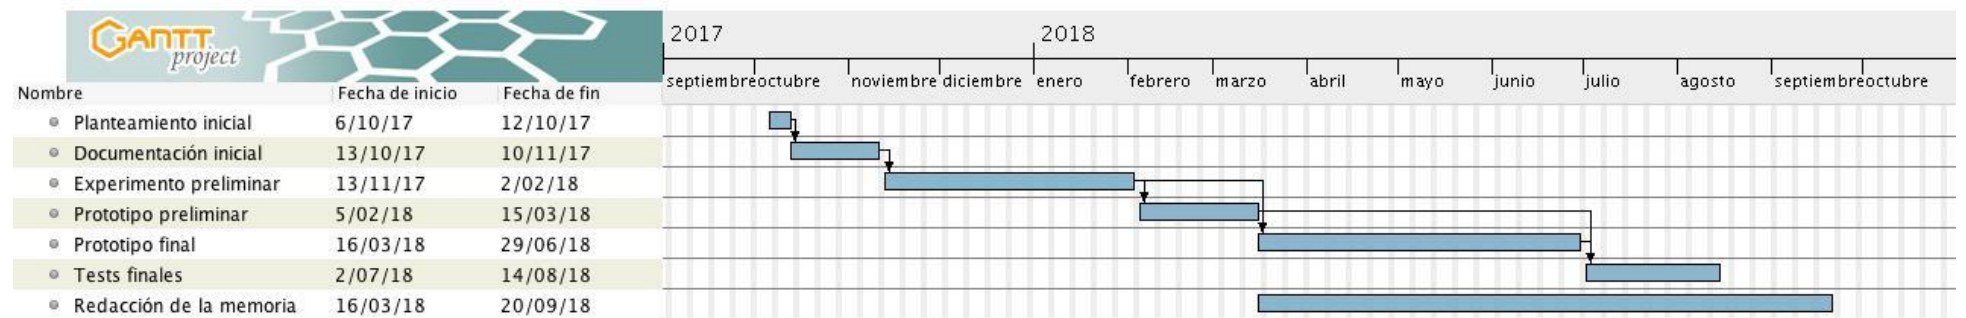 GANTT
project
2017 2018
septiembre octubre noviembre diciembre enero febrero marzo abril mayo junio julio agosto septiembre octubre
Nombre Fecha de inicio Fecha de fin
Planteamiento inicial 6/10/17 12/10/17
Documentación inicial 13/10/17 10/11/17
Experimento preliminar 13/11/17 2/02/18
Prototipo preliminar 5/02/18 15/03/18
Prototipo final 16/03/18 29/06/18
Tests finales 2/07/18 14/08/18
Redacción de la memoria 16/03/18 20/09/18